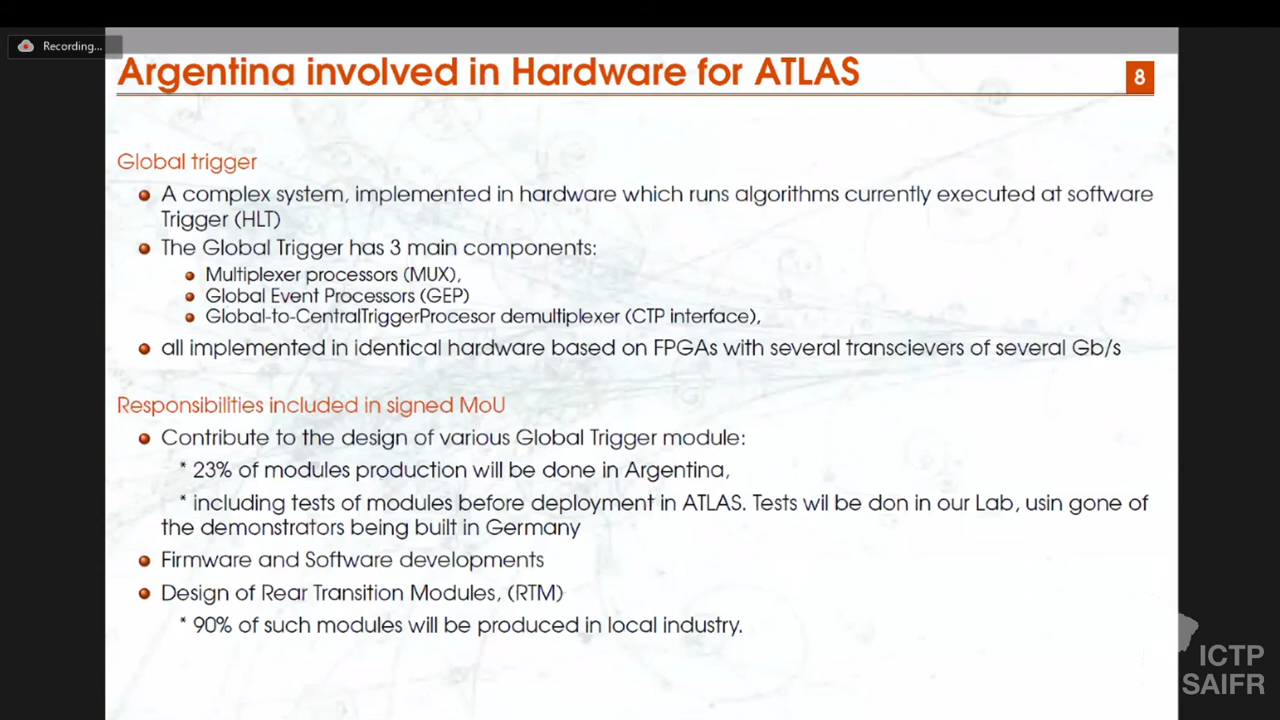 Recording...
Argentina involved in Hardware for ATLAS
8
Global trigger
A complex system, implemented in hardware which runs algorithms currently executed at software
Trigger (HLT)
The Global Trigger has 3 main components:
Multiplexer processors (MUX),
Global Event Processors (GEP)
Global-to-CentralTriggerProcesor demultiplexer (CTP interface),
all implemented in identical hardware based on FPGAs with several transcievers of several Gb/s
Responsibilities included in signed MoU
Contribute to the design of various Global Trigger module:
* 23% of modules production will be done in Argentina,
* including tests of modules before deployment in ATLAS. Tests wil be don in our Lab, usin gone of
the demonstrators being built in Germany
Firmware and Software developments
Design of Rear Transition Modules, (RTM)
* 90% of such modules will be produced in local industry.
ICTP
SAIFR